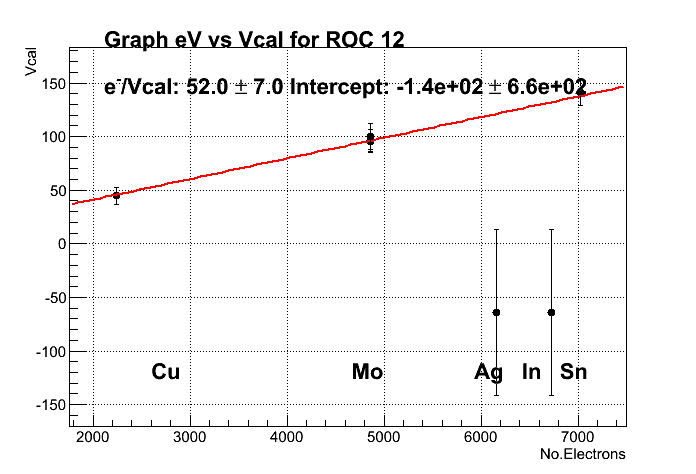 Graph eV vs Vcal for ROC 12
Vcal
e-/Vcal: 52.0 ± 7.0 Intercept: -1.4e+02 ± 6.6e+02
150
100
50
0
-50
-100
-150
Cu Mo Ag In Sn
2000 3000 4000 5000 6000 7000
No.Electrons